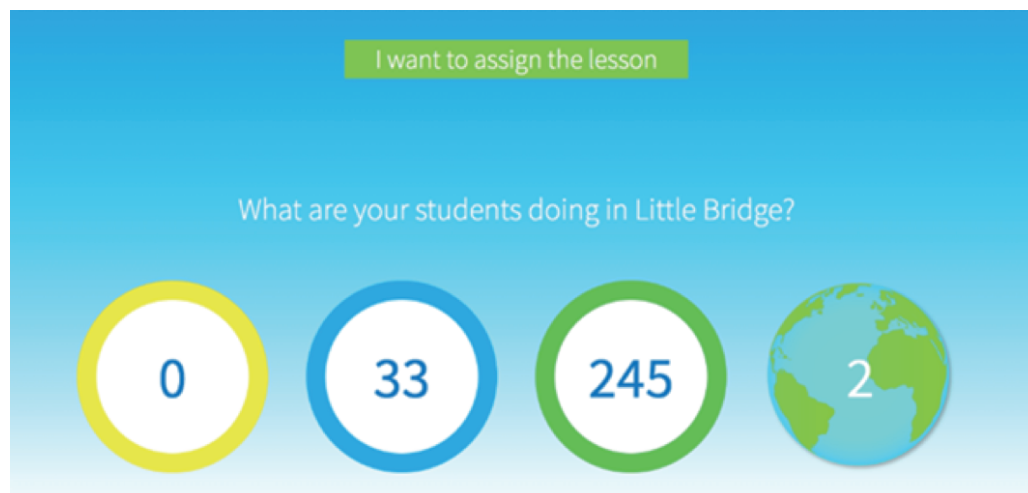 I want to assign the lesson
What are your students doing in Little Bridge?
0 33 245 2